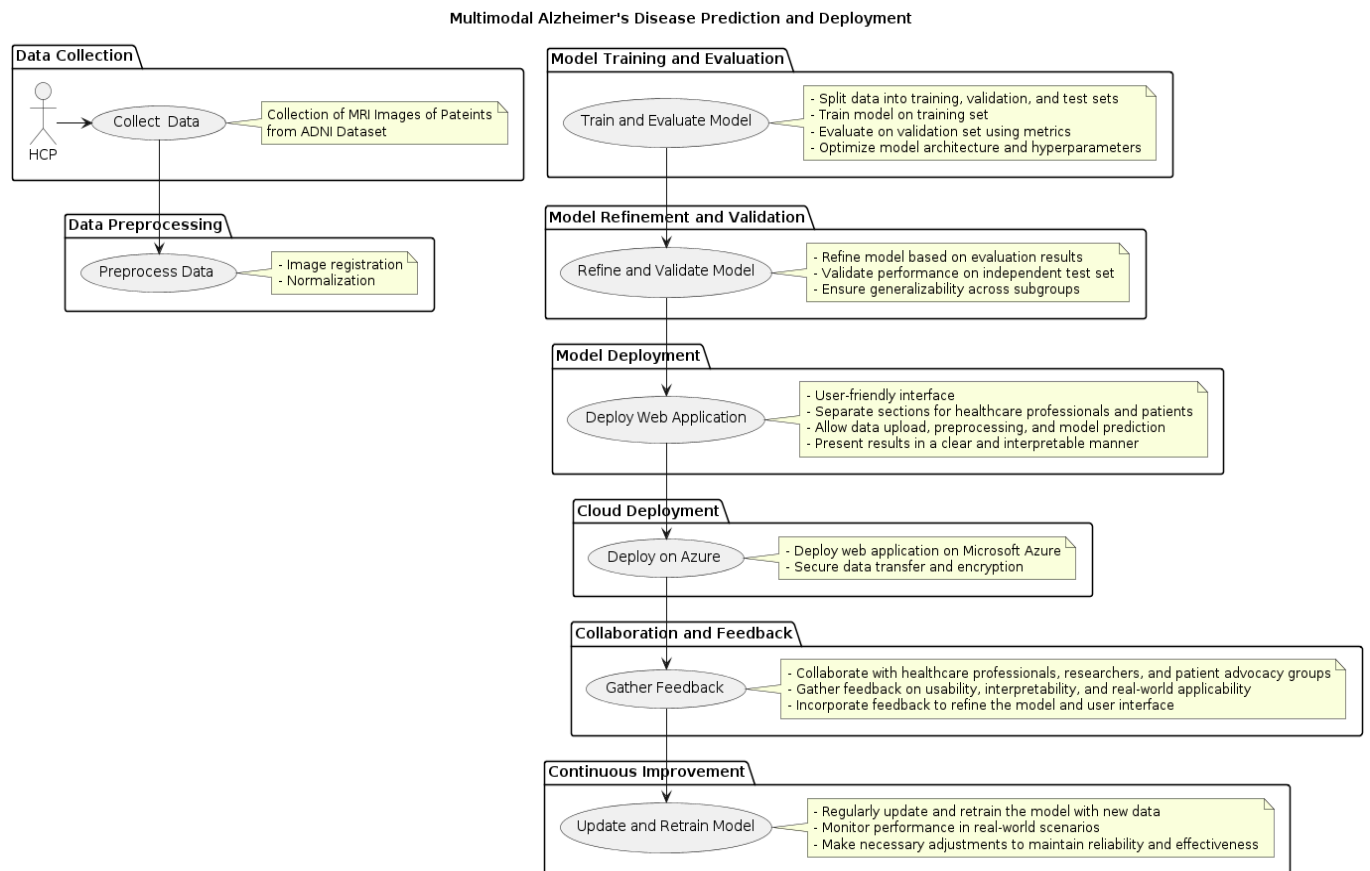 Multimodal Alzheimer's Disease Prediction and Deployment
Data Collection
HCP
Collect  Data
Collection of MRI Images of Pateints
from ADNI Dataset
Data Preprocessing
Preprocess Data
- Image registration
- Normalization
Model Training and Evaluation
Train and Evaluate Model
- Split data into training, validation, and test sets
- Train model on training set
- Evaluate on validation set using metrics
- Optimize model architecture and hyperparameters
Model Refinement and Validation
Refine and Validate Model
- Refine model based on evaluation results
- Validate performance on independent test set
- Ensure generalizability across subgroups
Model Deployment
Deploy Web Application
- User-friendly interface
- Separate sections for healthcare professionals and patients
- Allow data upload, preprocessing, and model prediction
- Present results in a clear and interpretable manner
Cloud Deployment
Deploy on Azure
- Deploy web application on Microsoft Azure
- Secure data transfer and encryption
Collaboration and Feedback
Gather Feedback
- Collaborate with healthcare professionals, researchers, and patient advocacy groups
- Gather feedback on usability, interpretability, and real-world applicability
- Incorporate feedback to refine the model and user interface
Continuous Improvement
Update and Retrain Model
- Regularly update and retrain the model with new data
- Monitor performance in real-world scenarios
- Make necessary adjustments to maintain reliability and effectiveness